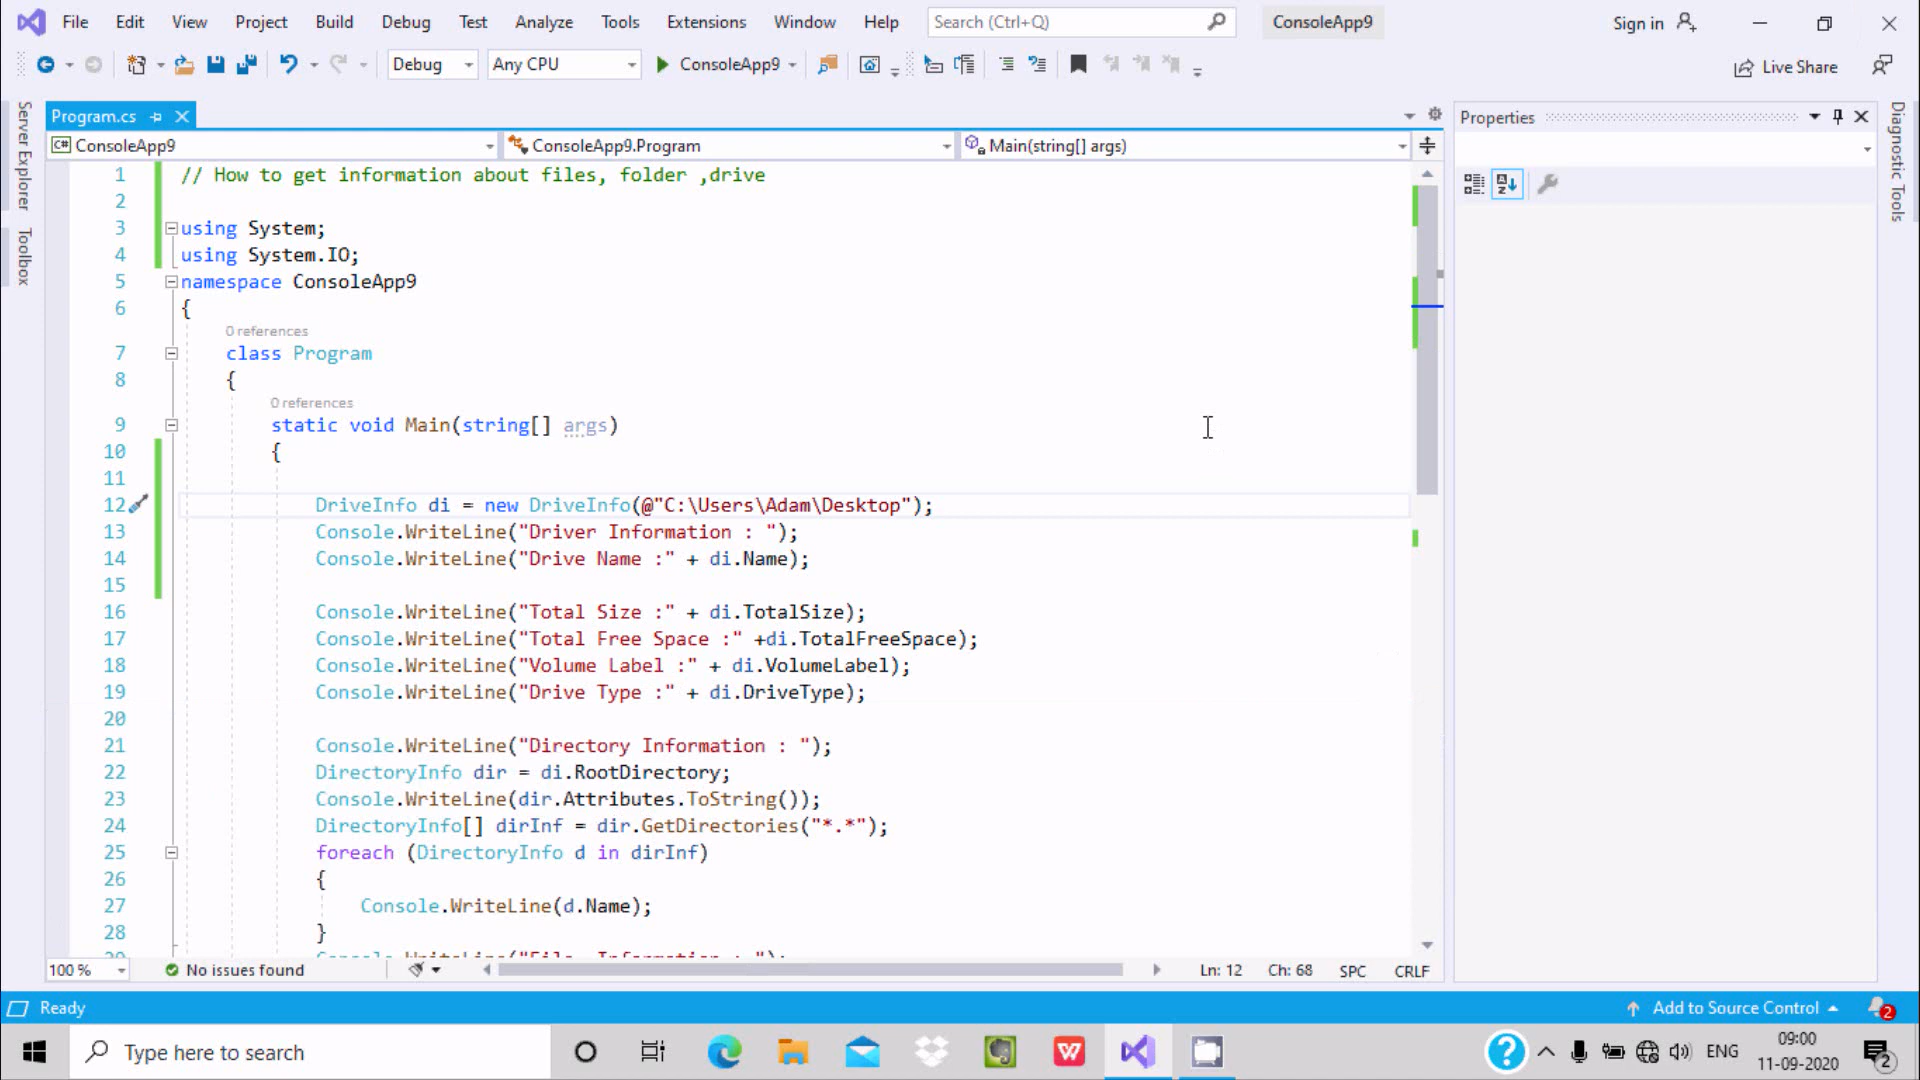 File Edit View Project Build Debug Test Analyze Tools Extensions Window Help Search (Ctrl+Q) ConsoleApp9 Sign in
Debug Any CPU ConsoleApp9 Live Share
Server Explorer
Toolbox
Program.cs
ConsoleApp9 ConsoleApp9.Program Main(string[] args)
1 // How to get information about files, folder ,drive
2
3 using System;
4 using System.IO;
5 namespace ConsoleApp9
6 {
0 references
7 class Program
8 {
0 references
9 static void Main(string[] args)
10 {
11
12 DriveInfo di = new DriveInfo(@"C:\Users\Adam\Desktop");
13 Console.WriteLine("Driver Information : ");
14 Console.WriteLine("Drive Name :" + di.Name);
15
16 Console.WriteLine("Total Size :" + di.TotalSize);
17 Console.WriteLine("Total Free Space :" +di.TotalFreeSpace);
18 Console.WriteLine("Volume Label :" + di.VolumeLabel);
19 Console.WriteLine("Drive Type :" + di.DriveType);
20
21 Console.WriteLine("Directory Information : ");
22 DirectoryInfo dir = di.RootDirectory;
23 Console.WriteLine(dir.Attributes.ToString());
24 DirectoryInfo[] dirInf = dir.GetDirectories("*.*");
25 foreach (DirectoryInfo d in dirInf)
26 {
27 Console.WriteLine(d.Name);
28 }
Properties
Diagnostic Tools
100 % No issues found Ln: 12 Ch: 68 SPC CRLF
Ready Add to Source Control 2
Type here to search
ENG
09:00
11-09-2020
2